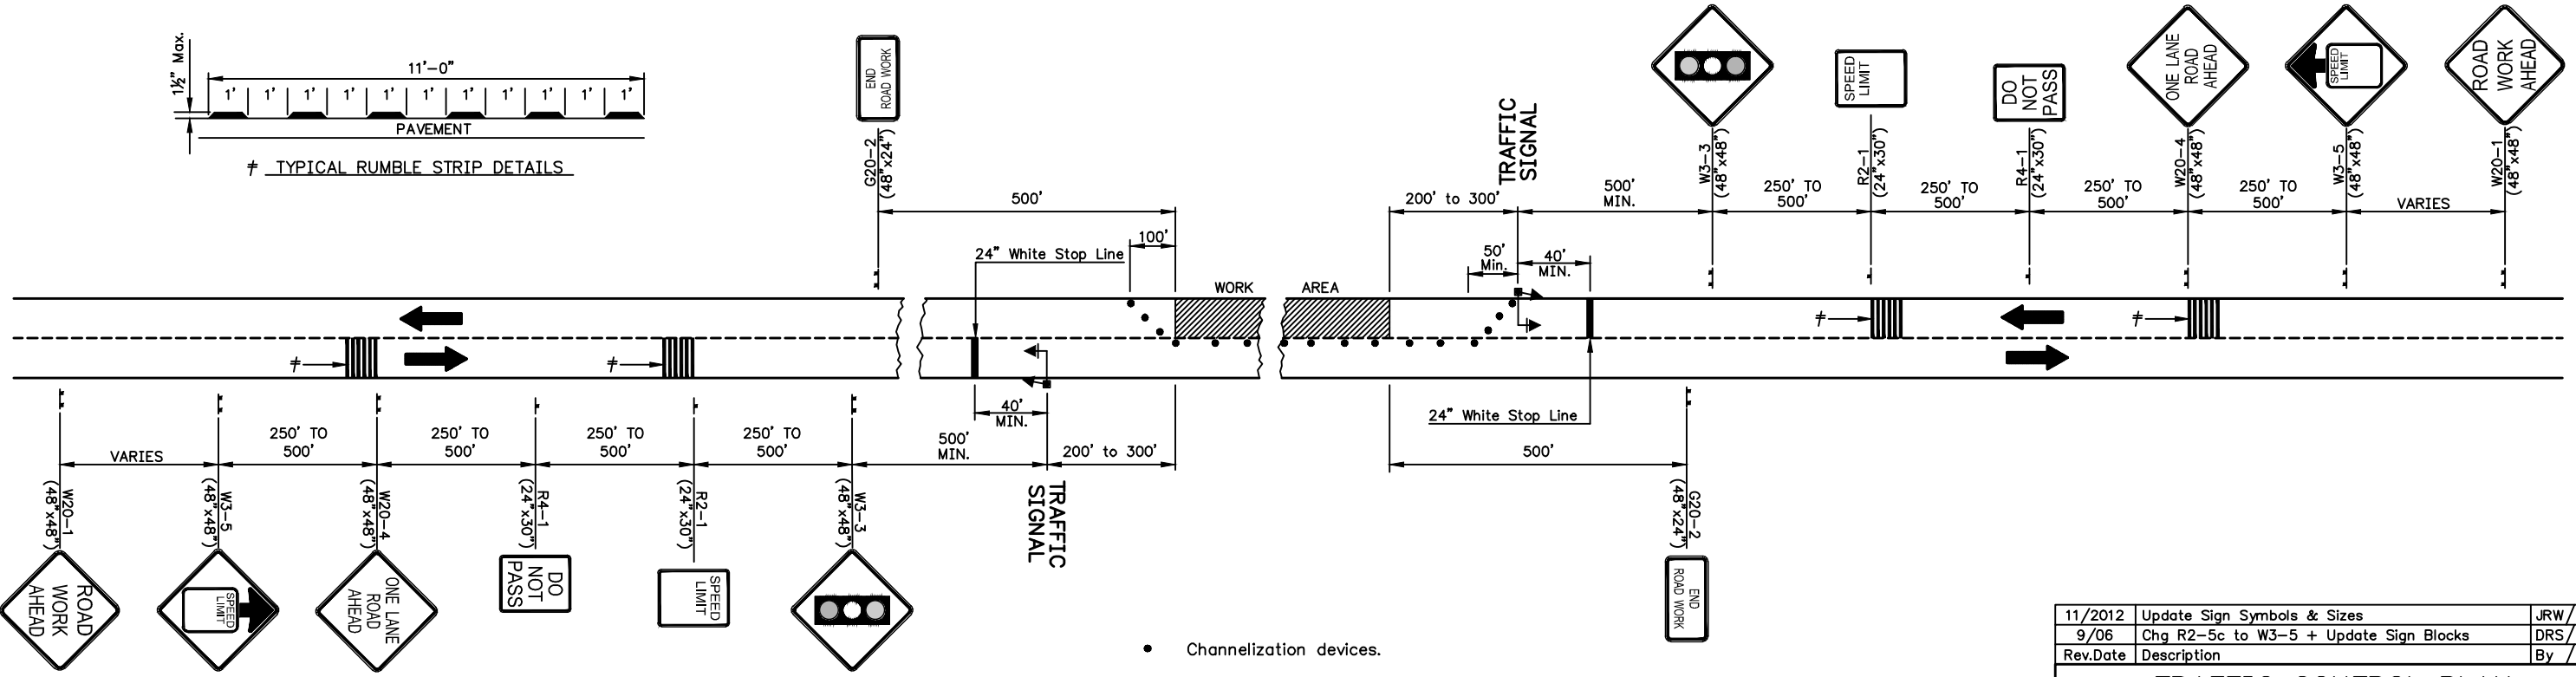 1½" Max.
11'-0"
1' 1' 1' 1' 1' 1' 1' 1' 1' 1' 1'
PAVEMENT
≠ TYPICAL RUMBLE STRIP DETAILS
END
ROAD WORK
G20-2
(48"x24")
500'
100'
24" White Stop Line
WORK AREA
200' to 300'
TRAFFIC
SIGNAL
50'
Min.
40'
MIN.
500'
MIN.
W3-3
(48"x48")
250' TO
500'
SPEED
LIMIT
R2-1
(24"x30")
250' TO
500'
DO
NOT
PASS
R4-1
(24"x30")
250' TO
500'
ONE LANE
ROAD
AHEAD
W20-4
(48"x48")
250' TO
500'
SPEED
LIMIT
W3-5
(48"x48")
VARIES
ROAD
WORK
AHEAD
W20-1
(48"x48")
≠ ≠
≠ ≠
VARIES
250' TO
500'
250' TO
500'
250' TO
500'
250' TO
500'
500'
MIN.
40'
MIN.
200' to 300'
24" White Stop Line
500'
W20-1
(48"x48")
W3-5
(48"x48")
W20-4
(48"x48")
R4-1
(24"x30")
R2-1
(24"x30")
W3-3
(48"x48")
TRAFFIC
SIGNAL
G20-2
(48"x24")
ROAD
WORK
AHEAD
SPEED
LIMIT
ONE LANE
ROAD
AHEAD
DO
NOT
PASS
SPEED
LIMIT
END
ROAD WORK
• Channelization devices.
11/2012 Update Sign Symbols & Sizes JRW/
9/06 Chg R2-5c to W3-5 + Update Sign Blocks DRS/
Rev.Date Description By /